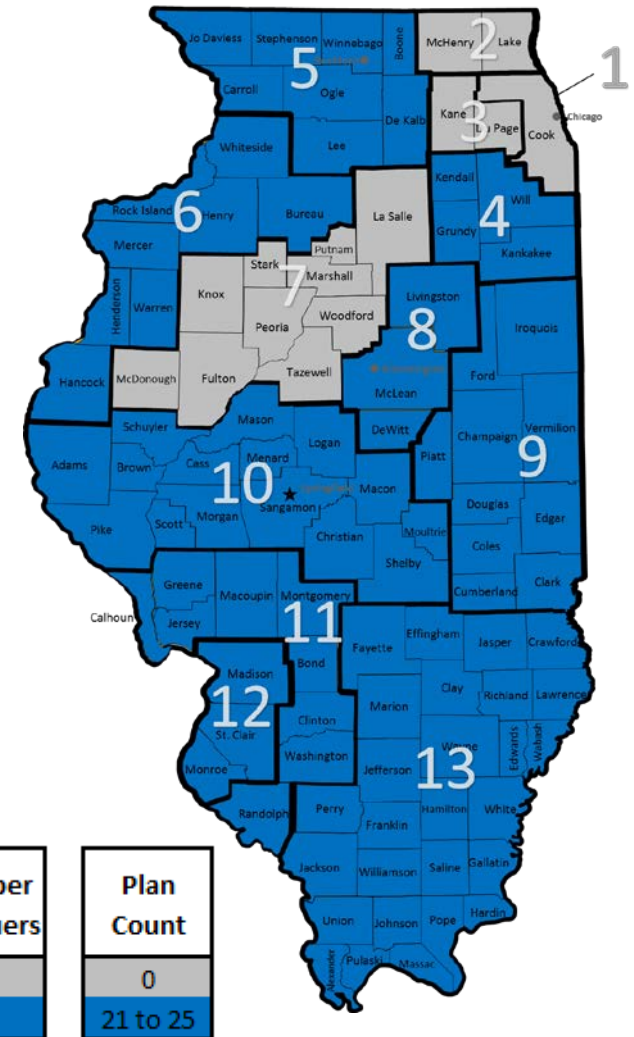 Jo Daviess
Stephenson
Winnebago
Boone
McHenry
Lake
2
5
1
Carroll
Ogle
De Kalb
Lee
Kane
3
Du Page
Cook
Chicago
Whiteside
Rock Island
6
Henry
Bureau
La Salle
Kendall
Will
4
Grundy
Kankakee
Mercer
Putnam
Stark
7
Marshall
Henderson
Warren
Knox
Peoria
Woodford
Livingston
8
Iroquois
Hancock
McDonough
Fulton
Tazewell
McLean
Ford
Schuyler
Mason
Logan
DeWitt
Piatt
Champaign
Vermilion
9
Adams
Brown
Cass
Menard
10
Sangamon
Macon
Douglas
Edgar
Pike
Scott
Morgan
Christian
Moultrie
Coles
Shelby
Cumberland
Clark
Calhoun
Greene
Macoupin
Montgomery
Jersey
11
Fayette
Effingham
Jasper
Crawford
Madison
Bond
12
Marion
Clay
Richland
Lawrence
St. Clair
Clinton
Wayne
Edwards
Wabash
Monroe
Washington
Jefferson
13
Randolph
Perry
Hamilton
White
Franklin
Jackson
Williamson
Saline
Gallatin
Union
Johnson
Pope
Hardin
Alexander
Pulaski
Massac
Plan
Count
0
21 to 25